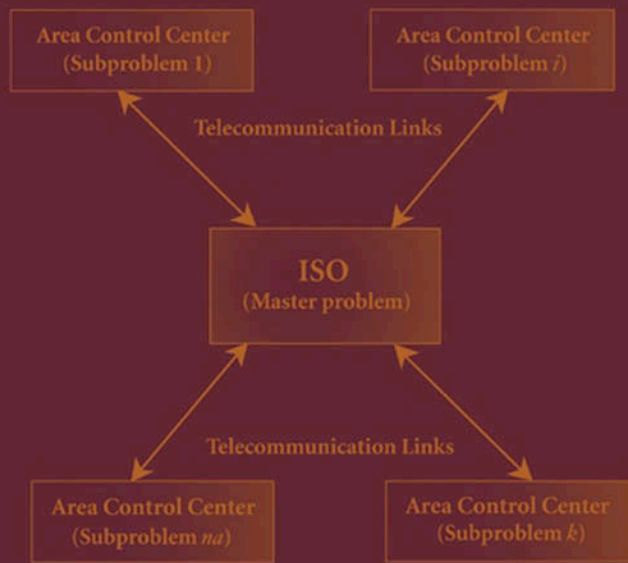 Area Control Center
(Subproblem 1)
Area Control Center
(Subproblem i)
Telecommunication Links
ISO
(Master problem)
Telecommunication Links
Area Control Center
(Subproblem na)
Area Control Center
(Subproblem k)